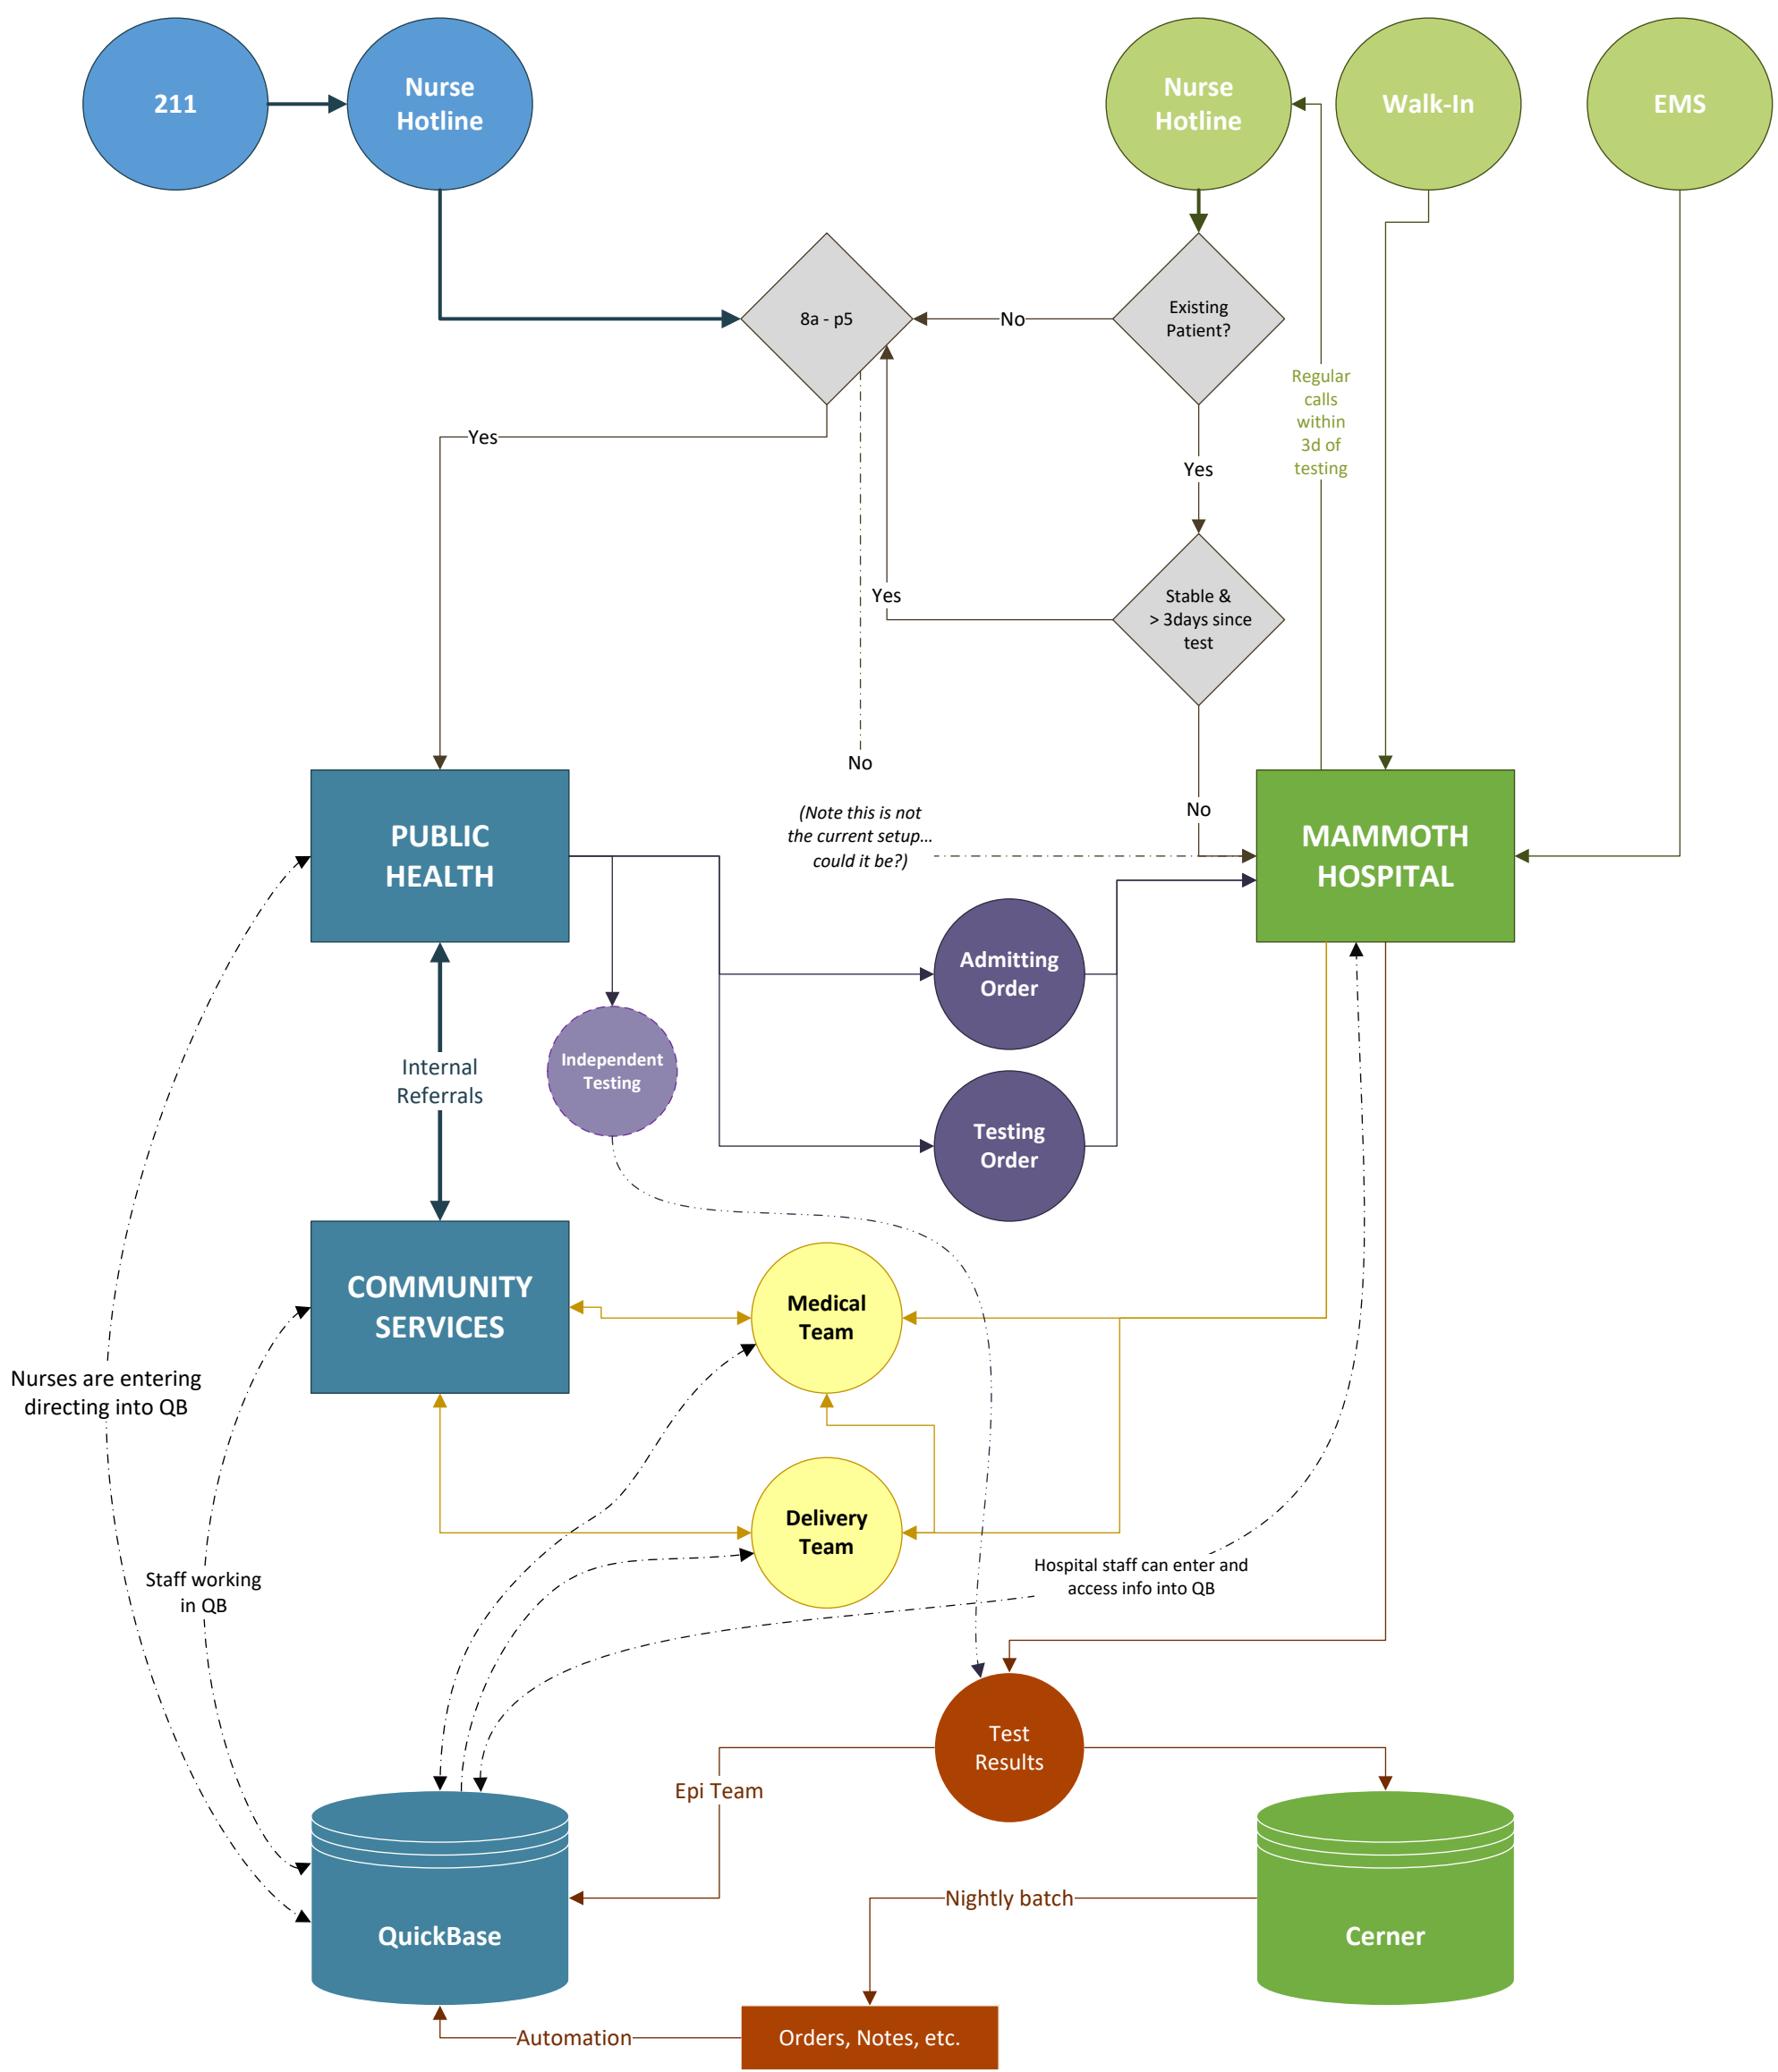 211
Nurse
Hotline
Nurse
Hotline
Walk-In
EMS
8a - p5
No
Existing
Patient?
Regular
calls
within
3d of
testing
Yes
Yes
Yes
Stable &
> 3days since
test
No
(Note this is not
the current setup...
could it be?)
No
PUBLIC
HEALTH
MAMMOTH
HOSPITAL
Admitting
Order
Internal
Referrals
Independent
Testing
Testing
Order
COMMUNITY
SERVICES
Medical
Team
Nurses are entering
directing into QB
Delivery
Team
Staff working
in QB
Hospital staff can enter and
access info into QB
Test
Results
Epi Team
Nightly batch
QuickBase
Cerner
Automation
Orders, Notes, etc.